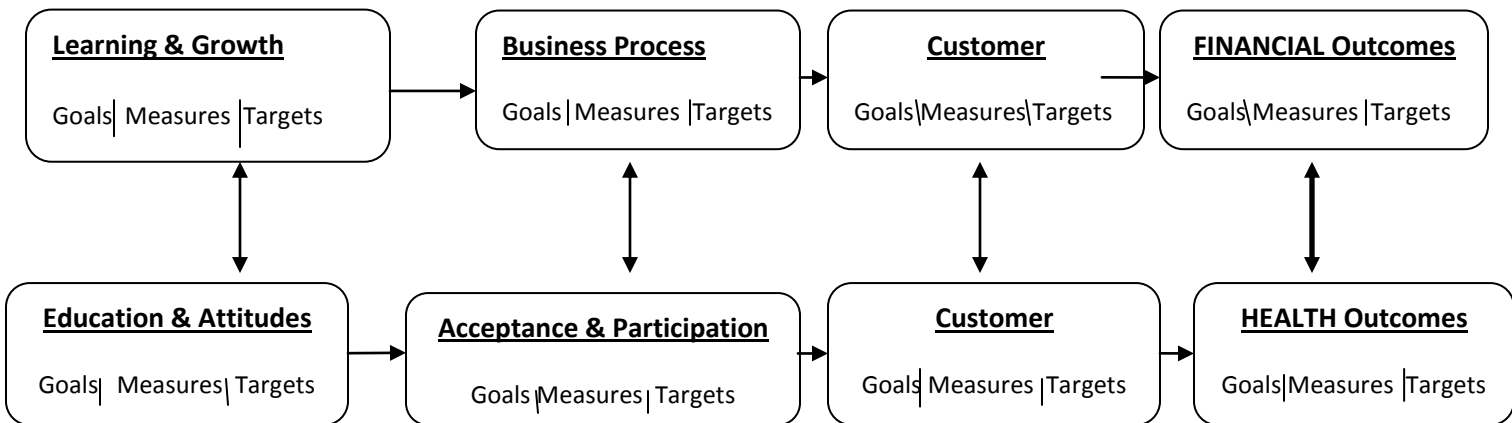 Learning & Growth
Goals| Measures |Targets
Business Process
Goals |Measures |Targets
Customer
Goals\Measures\Targets
FINANCIAL Outcomes
Goals\Measures |Targets
Education & Attitudes
Goals| Measures\ Targets
Acceptance & Participation
Goals \Measures | Targets
Customer
Goals| Measures | Targets
HEALTH Outcomes
Goals|Measures |Targets